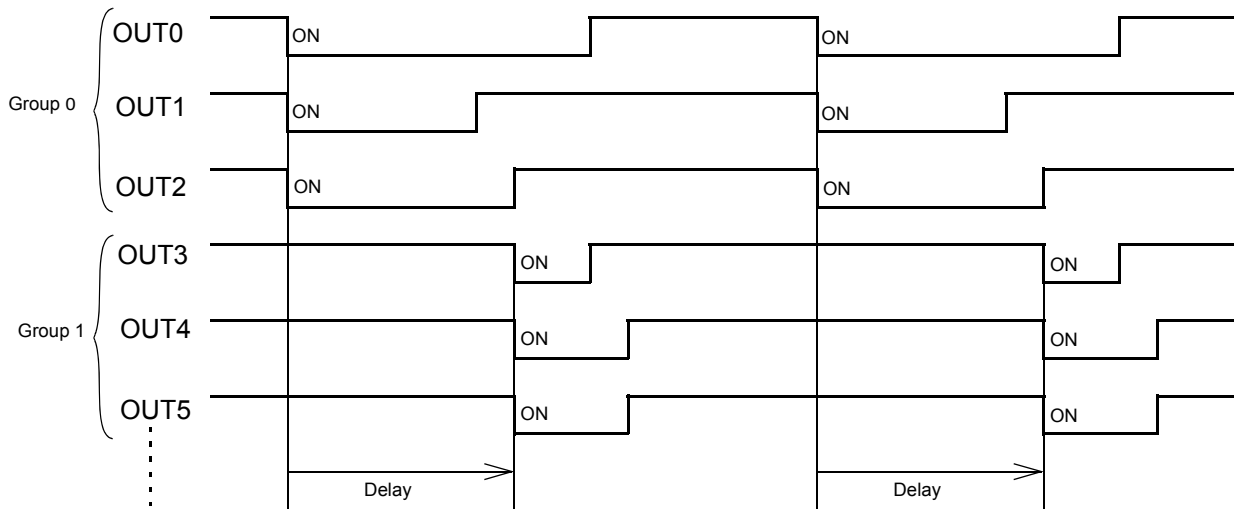 OUT0 ON ON
Group 0 OUT1 ON ON
OUT2 ON ON
OUT3 ON ON
Group 1 OUT4 ON ON
OUT5 ON ON
Delay Delay